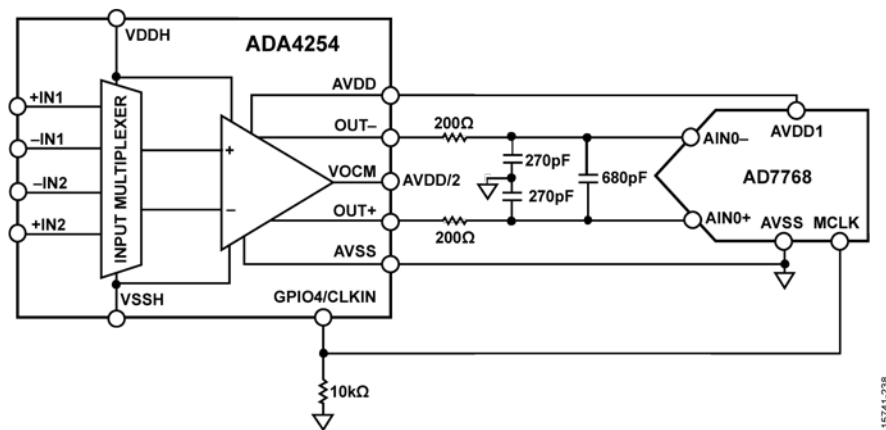 VDDH
ADA4254
AVDD
+IN1
–IN1
–IN2
+IN2
INPUT MULTIPLEXER
+
–
OUT–
VOCM
AVDD/2
OUT+
AVSS
VSSH
GPIO4/CLKIN
200Ω
270pF
270pF
680pF
200Ω
10kΩ
AIN0–
AVDD1
AD7768
AIN0+
AVSS
MCLK
15741-238